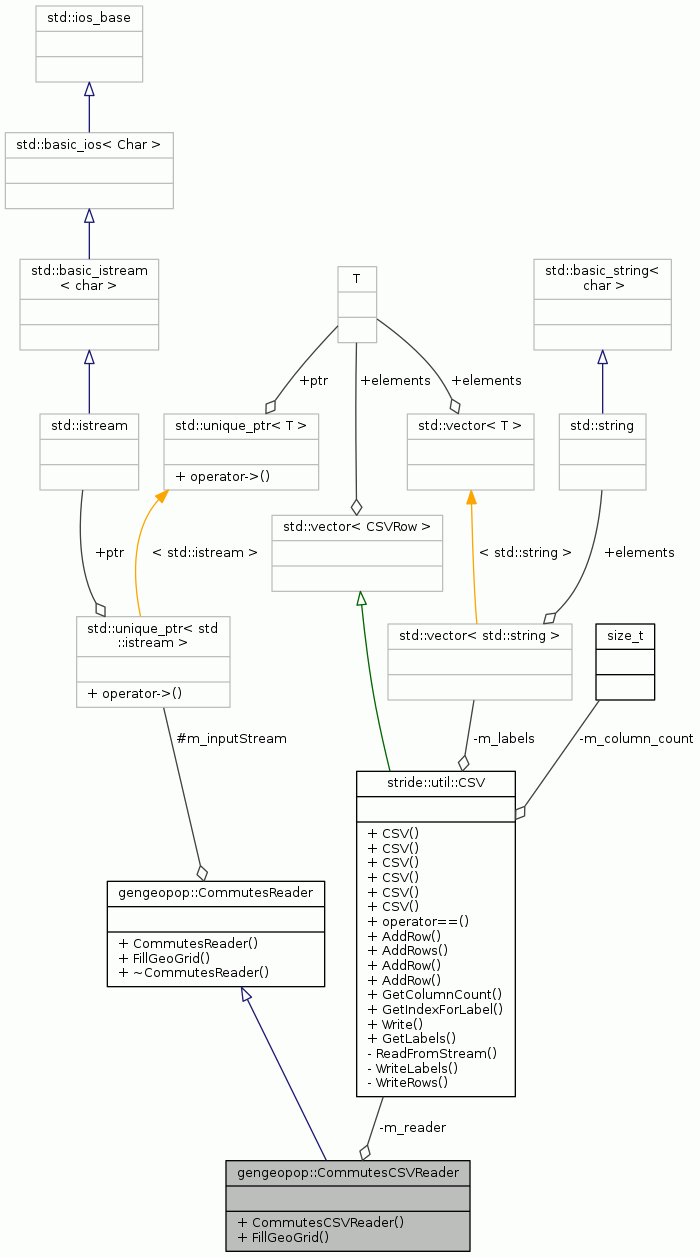 std::ios_base
std::basic_ios< Char >
std::basic_istream
< char >
T
std::basic_string<
char >
+ptr
+elements
+elements
std::istream
std::unique_ptr< T >
+ operator->()
std::vector< T >
std::string
std::vector< CSVRow >
+ptr
< std::istream >
< std::string >
+elements
std::unique_ptr< std
::istream >
+ operator->()
std::vector< std::string >
size_t
#m_inputStream
-m_labels
-m_column_count
stride::util::CSV
+ CSV()
+ CSV()
+ CSV()
+ CSV()
+ CSV()
+ CSV()
+ operator==()
+ AddRow()
+ AddRows()
+ AddRow()
+ AddRow()
+ GetColumnCount()
+ GetIndexForLabel()
+ Write()
+ GetLabels()
- ReadFromStream()
- WriteLabels()
- WriteRows()
gengeopop::CommutesReader
+ CommutesReader()
+ FillGeoGrid()
+ ~CommutesReader()
-m_reader
gengeopop::CommutesCSVReader
+ CommutesCSVReader()
+ FillGeoGrid()